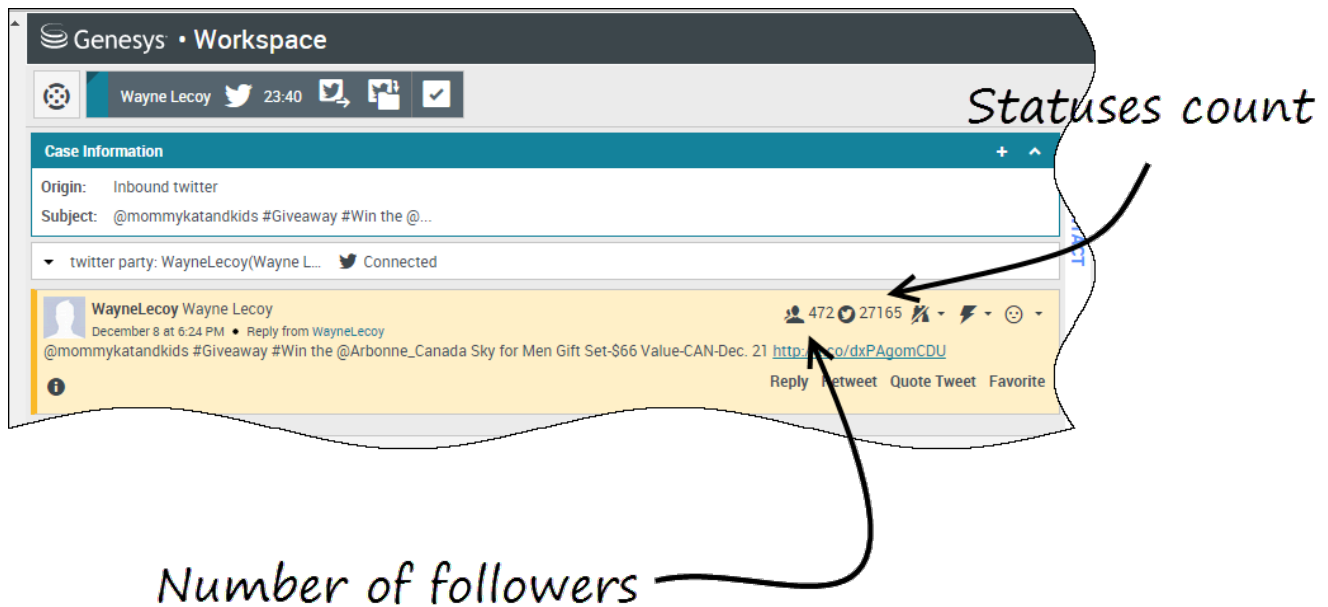 Genesys • Workspace
Wayne Lecoy 23:40
Statuses count
Case Information
Origin: Inbound twitter
Subject: @mommykatandkids #Giveaway #Win the @...
twitter party: WayneLecoy(Wayne L... Connected
WayneLecoy Wayne Lecoy 472 27165
December 8 at 6:24 PM • Reply from WayneLecoy
@mommykatandkids #Giveaway #Win the @Arbonne_Canada Sky for Men Gift Set-$66 Value-CAN-Dec. 21
Reply Retweet Quote Tweet Favorite
Number of followers